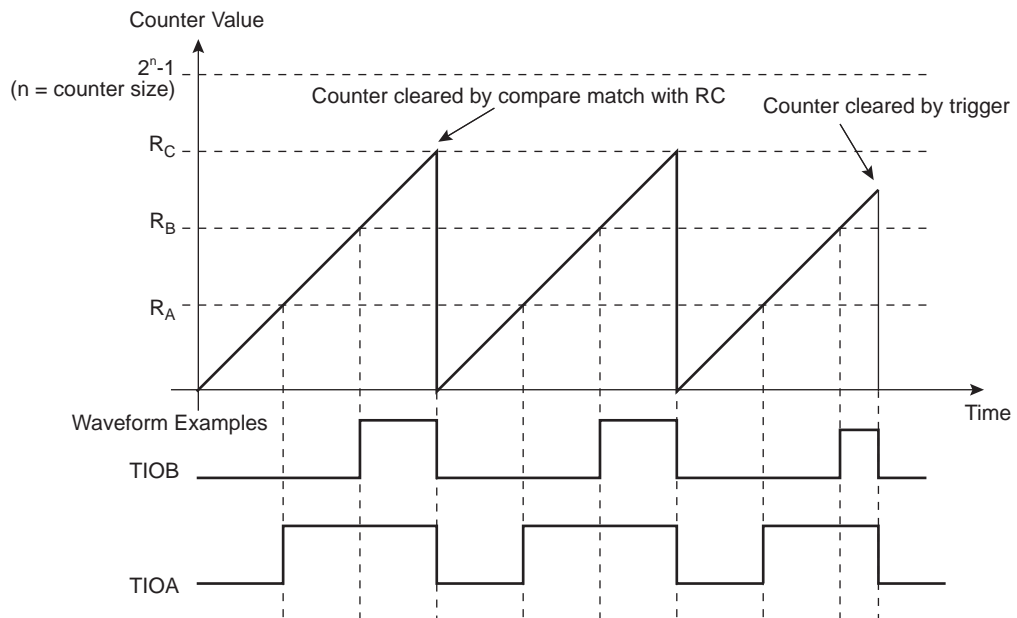 Counter Value
2ⁿ-1
(n = counter size)
Counter cleared by compare match with RC
Counter cleared by trigger
R_C
R_B
R_A
Time
Waveform Examples
TIOB
TIOA